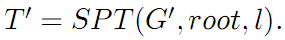 T′ = SPT(G′, root, l).